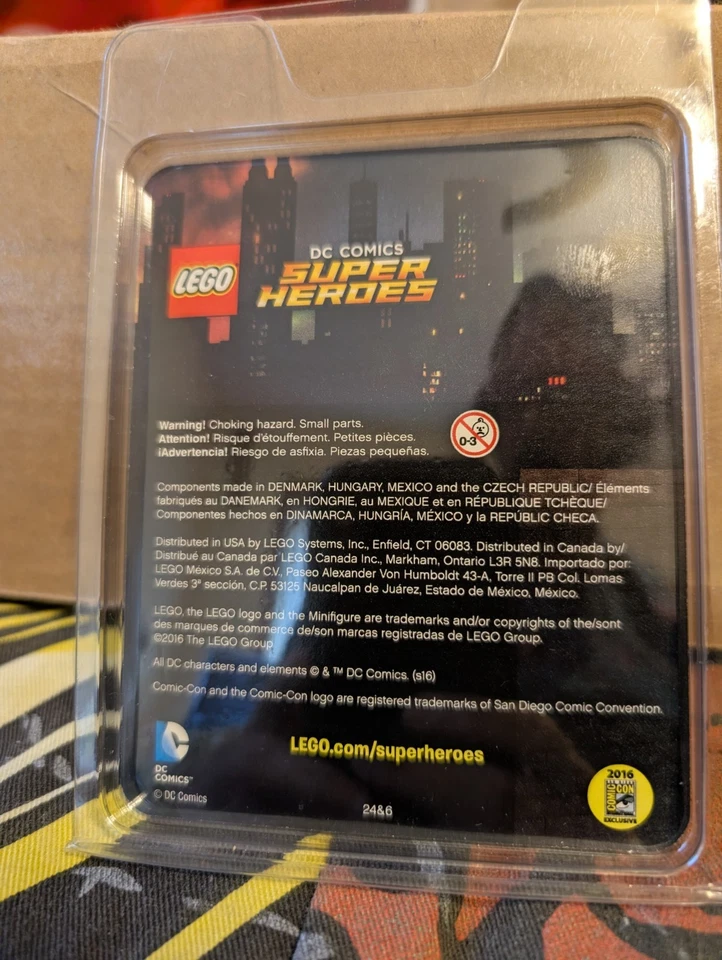 LEGO
DC COMICS
SUPER
HEROES
Warning! Choking hazard. Small parts.
Attention! Risque d'étouffement. Petites pièces.
¡Advertencia! Riesgo de asfixia. Piezas pequeñas.
0-3
Components made in DENMARK, HUNGARY, MEXICO and the CZECH REPUBLIC/ Éléments
fabriqués au DANEMARK, en HONGRIE, au MEXIQUE et en RÉPUBLIQUE TCHÈQUE/
Componentes hechos en DINAMARCA, HUNGRÍA, MÉXICO y la REPÚBLIC CHECA.
Distributed in USA by LEGO Systems, Inc., Enfield, CT 06083. Distributed in Canada by/
Distribué au Canada par LEGO Canada Inc., Markham, Ontario L3R 5N8. Importado por:
LEGO México S.A. de C.V., Paseo Alexander Von Humboldt 43-A, Torre II PB Col. Lomas
Verdes 3ª sección, C.P. 53125 Naucalpan de Juárez, Estado de México, México.
LEGO, the LEGO logo and the Minifigure are trademarks and/or copyrights of the/sont
des marques de commerce de/son marcas registradas de LEGO Group.
©2016 The LEGO Group
All DC characters and elements © & ™ DC Comics. (s16)
Comic-Con and the Comic-Con logo are registered trademarks of San Diego Comic Convention.
DC
COMICS™
© DC Comics
LEGO.com/superheroes
24&6
2016
COMIC CON
EXCLUSIVE